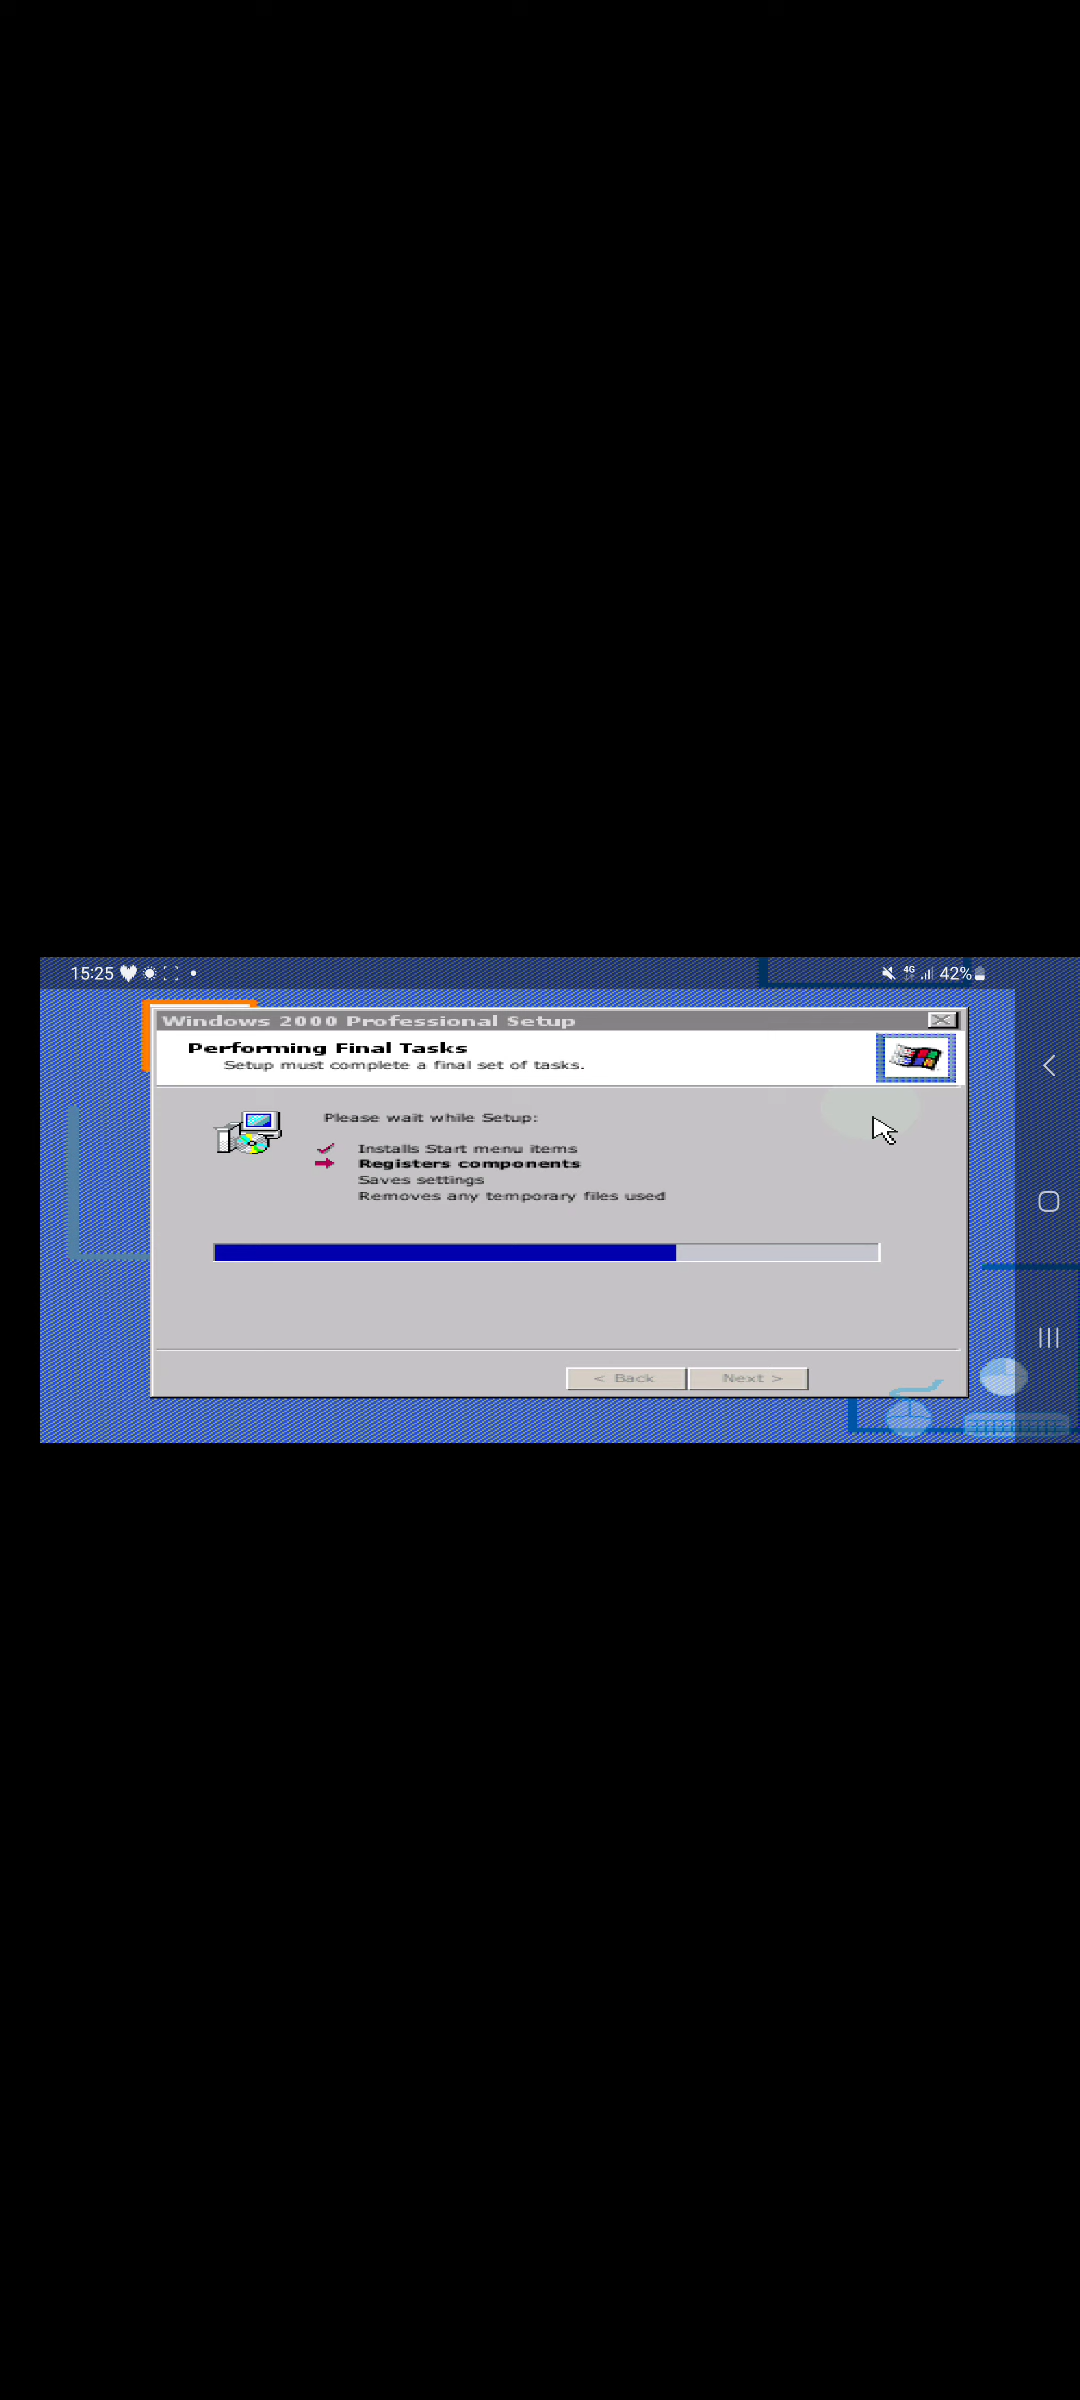 15:25
4G 42%
Windows 2000 Professional Setup
Performing Final Tasks
Setup must complete a final set of tasks.
Please wait while Setup:
Installs Start menu items
Registers components
Saves settings
Removes any temporary files used
< Back
Next >